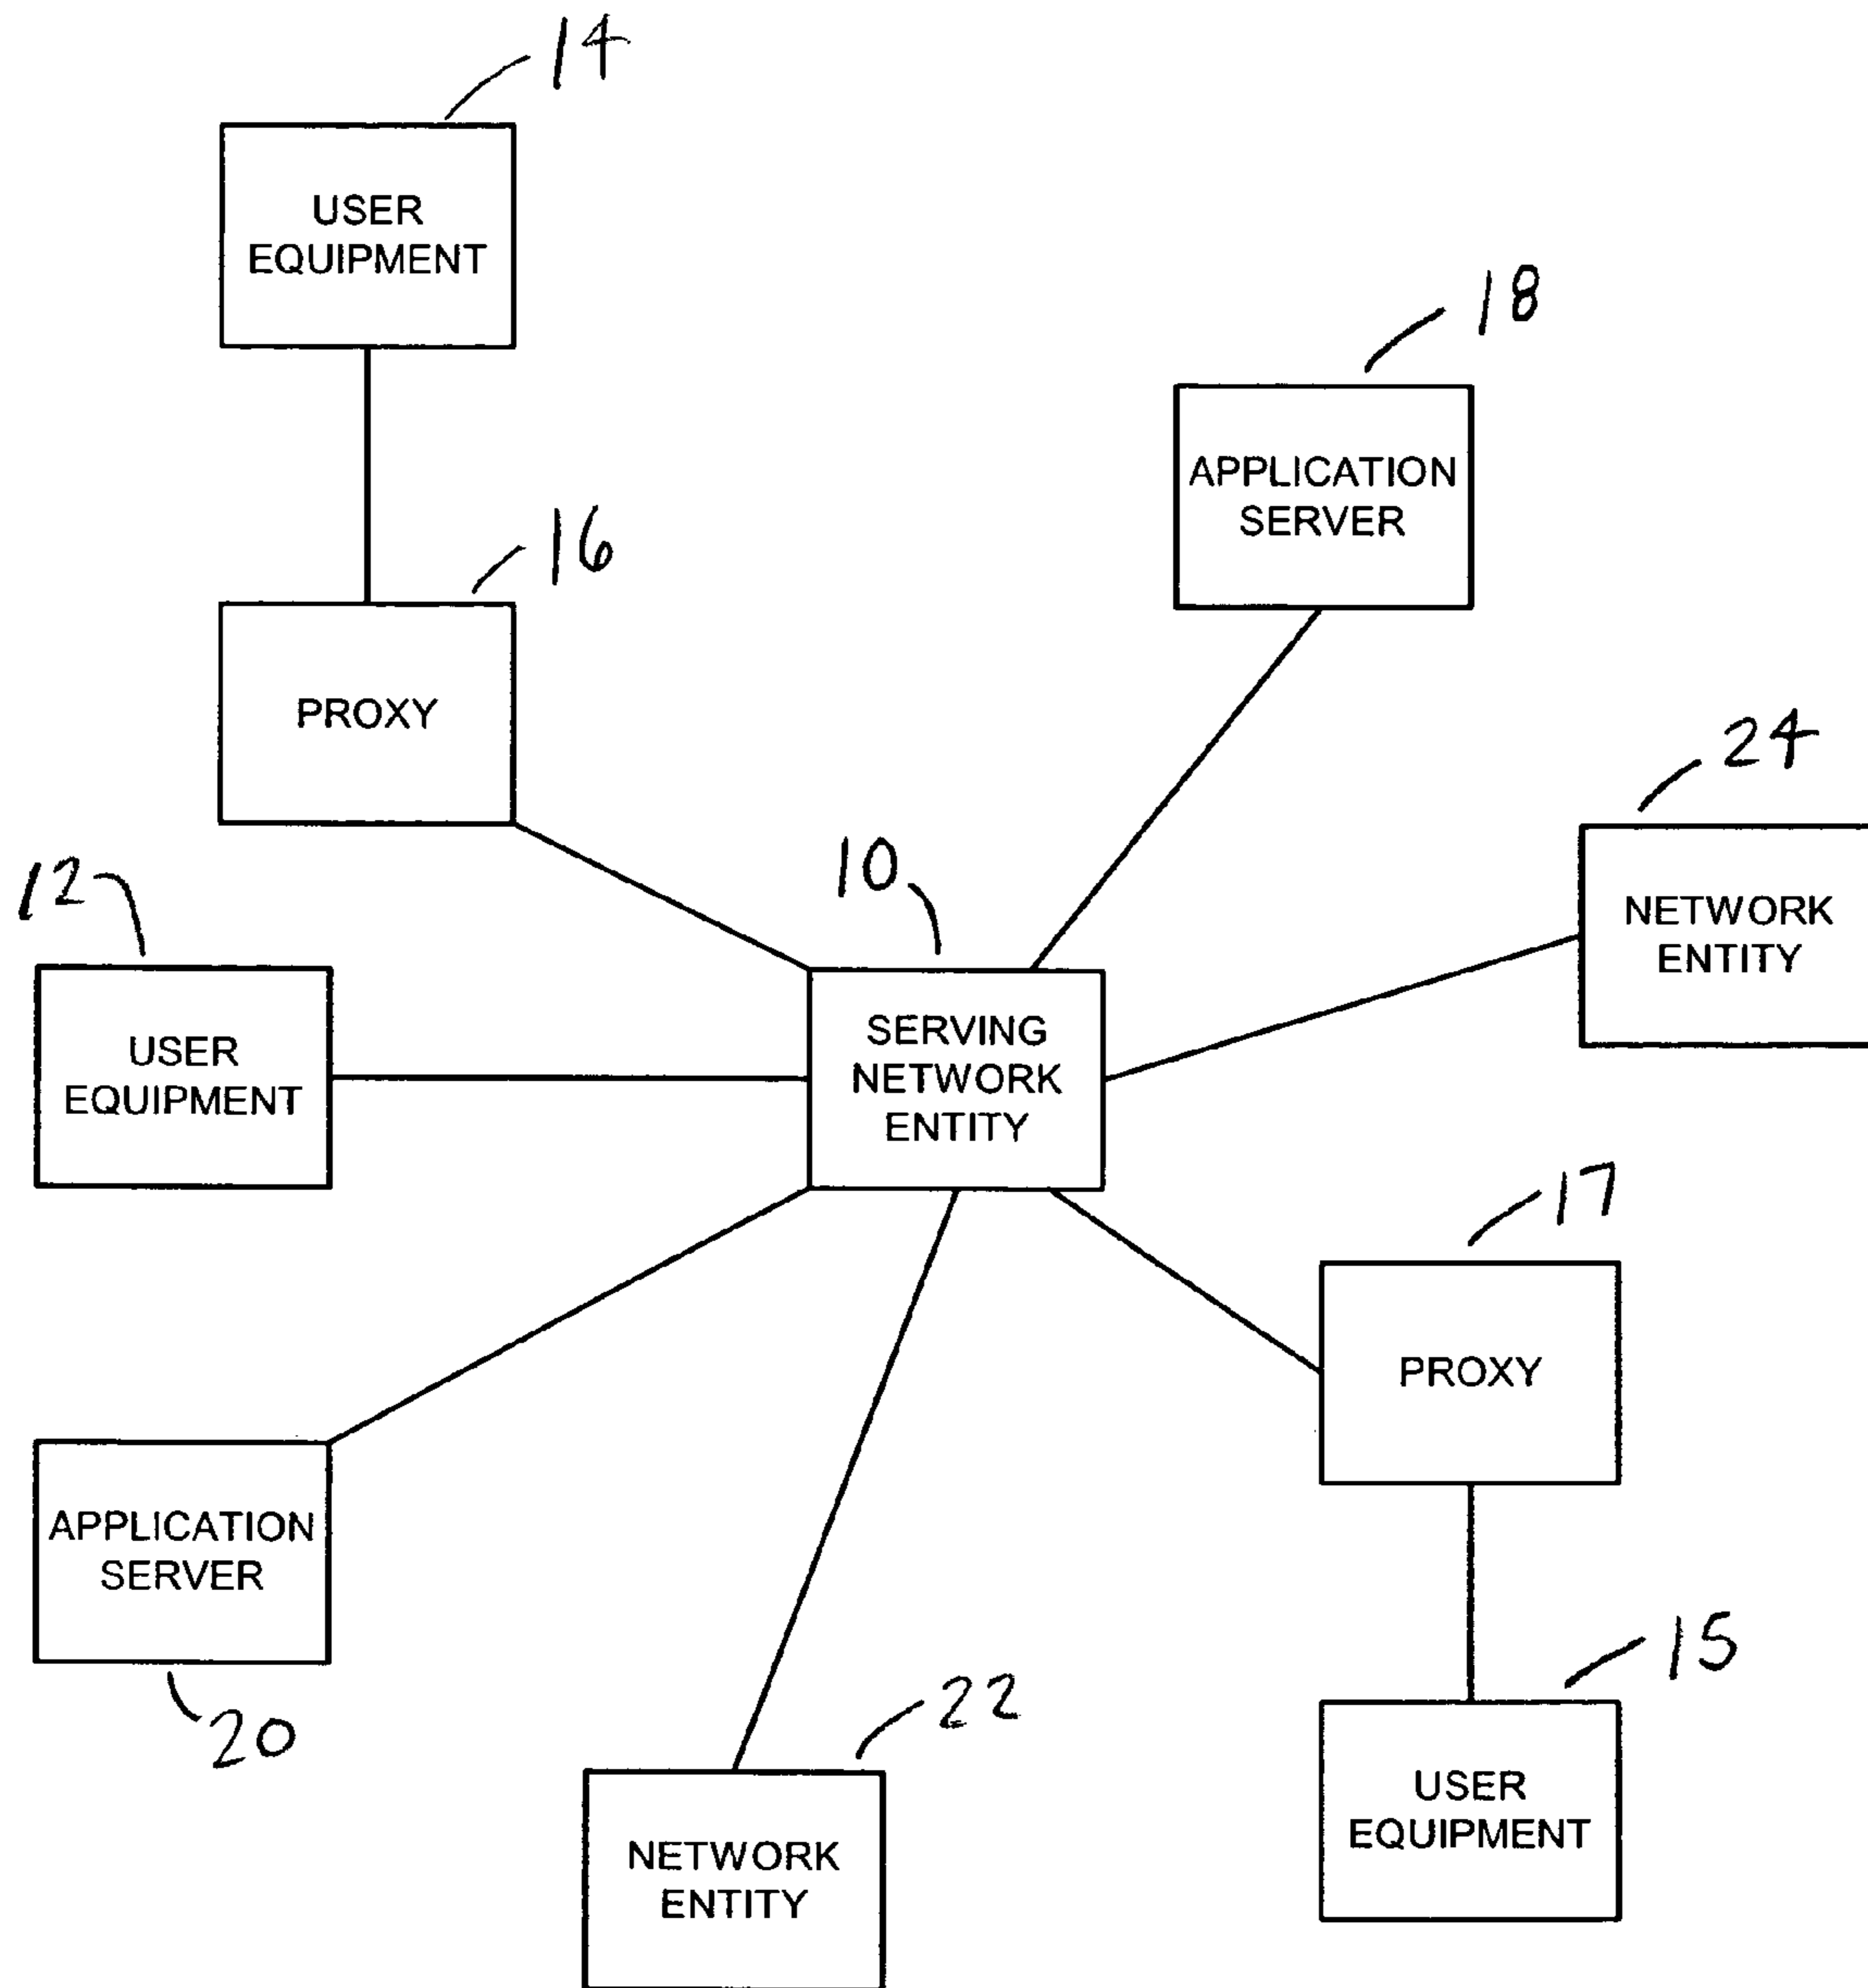 14
USER
EQUIPMENT
18
APPLICATION
SERVER
16
PROXY
24
NETWORK
ENTITY
12
USER
EQUIPMENT
10
SERVING
NETWORK
ENTITY
17
PROXY
APPLICATION
SERVER
20
15
USER
EQUIPMENT
22
NETWORK
ENTITY